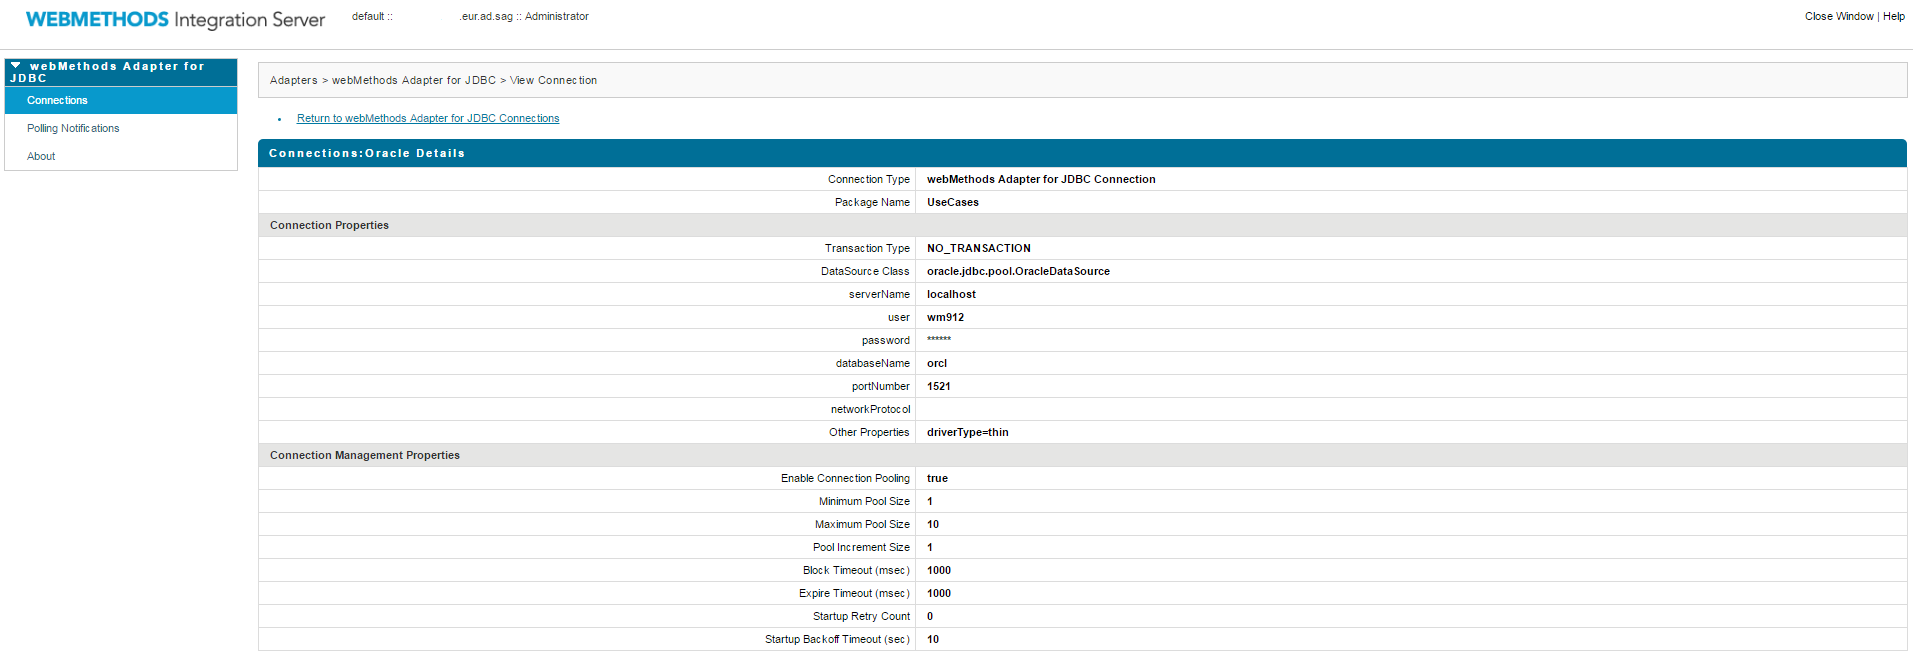 WEBMETHODS Integration Server
default :: .eur.ad.sag :: Administrator
Close Window | Help
webMethods Adapter for
JDBC
Connections
Polling Notifications
About
Adapters > webMethods Adapter for JDBC > View Connection
Return to webMethods Adapter for JDBC Connections
Connections:Oracle Details
Connection Type webMethods Adapter for JDBC Connection
Package Name UseCases
Connection Properties
Transaction Type NO_TRANSACTION
DataSource Class oracle.jdbc.pool.OracleDataSource
serverName localhost
user wm912
password ******
databaseName orcl
portNumber 1521
networkProtocol
Other Properties driverType=thin
Connection Management Properties
Enable Connection Pooling true
Minimum Pool Size 1
Maximum Pool Size 10
Pool Increment Size 1
Block Timeout (msec) 1000
Expire Timeout (msec) 1000
Startup Retry Count 0
Startup Backoff Timeout (sec) 10